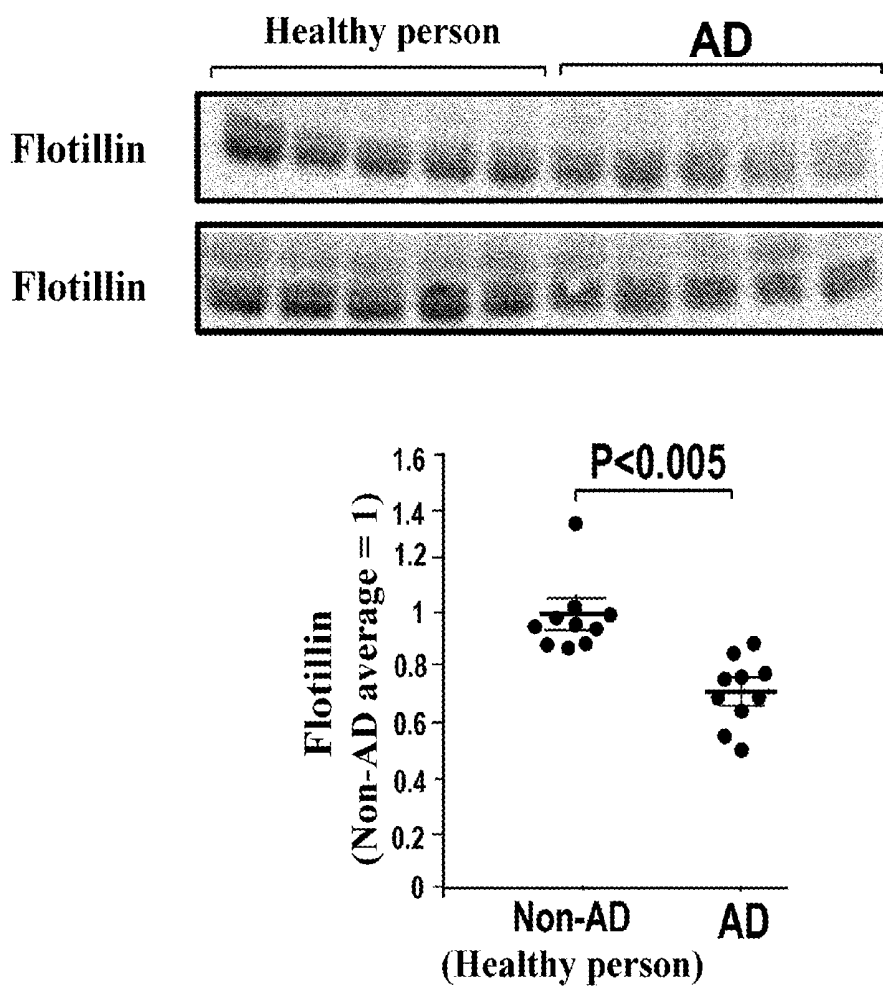 Healthy person
AD
Flotillin
Flotillin
P<0.005
1.6
1.4
1.2
1
0.8
0.6
0.4
0.2
0
Flotillin
(Non-AD average = 1)
Non-AD
AD
(Healthy person)